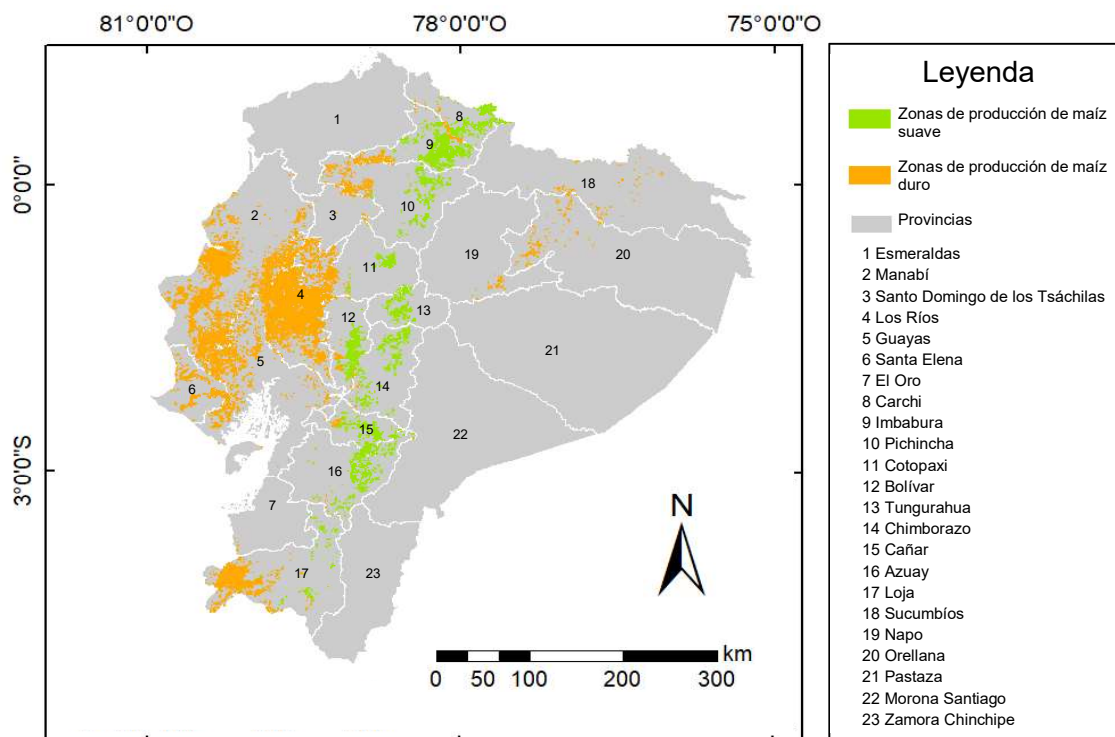 81°0'0"O
78°0'0"O
75°0'0"O
0°0'0"
3°0'0"S
1
2
3
4
5
6
7
8
9
10
11
12
13
14
15
16
17
18
19
20
21
22
23
N
km
0 50 100 200 300
Leyenda
Zonas de producción de maíz
suave
Zonas de producción de maíz
duro
Provincias
1 Esmeraldas
2 Manabí
3 Santo Domingo de los Tsáchilas
4 Los Ríos
5 Guayas
6 Santa Elena
7 El Oro
8 Carchi
9 Imbabura
10 Pichincha
11 Cotopaxi
12 Bolívar
13 Tungurahua
14 Chimborazo
15 Cañar
16 Azuay
17 Loja
18 Sucumbíos
19 Napo
20 Orellana
21 Pastaza
22 Morona Santiago
23 Zamora Chinchipe